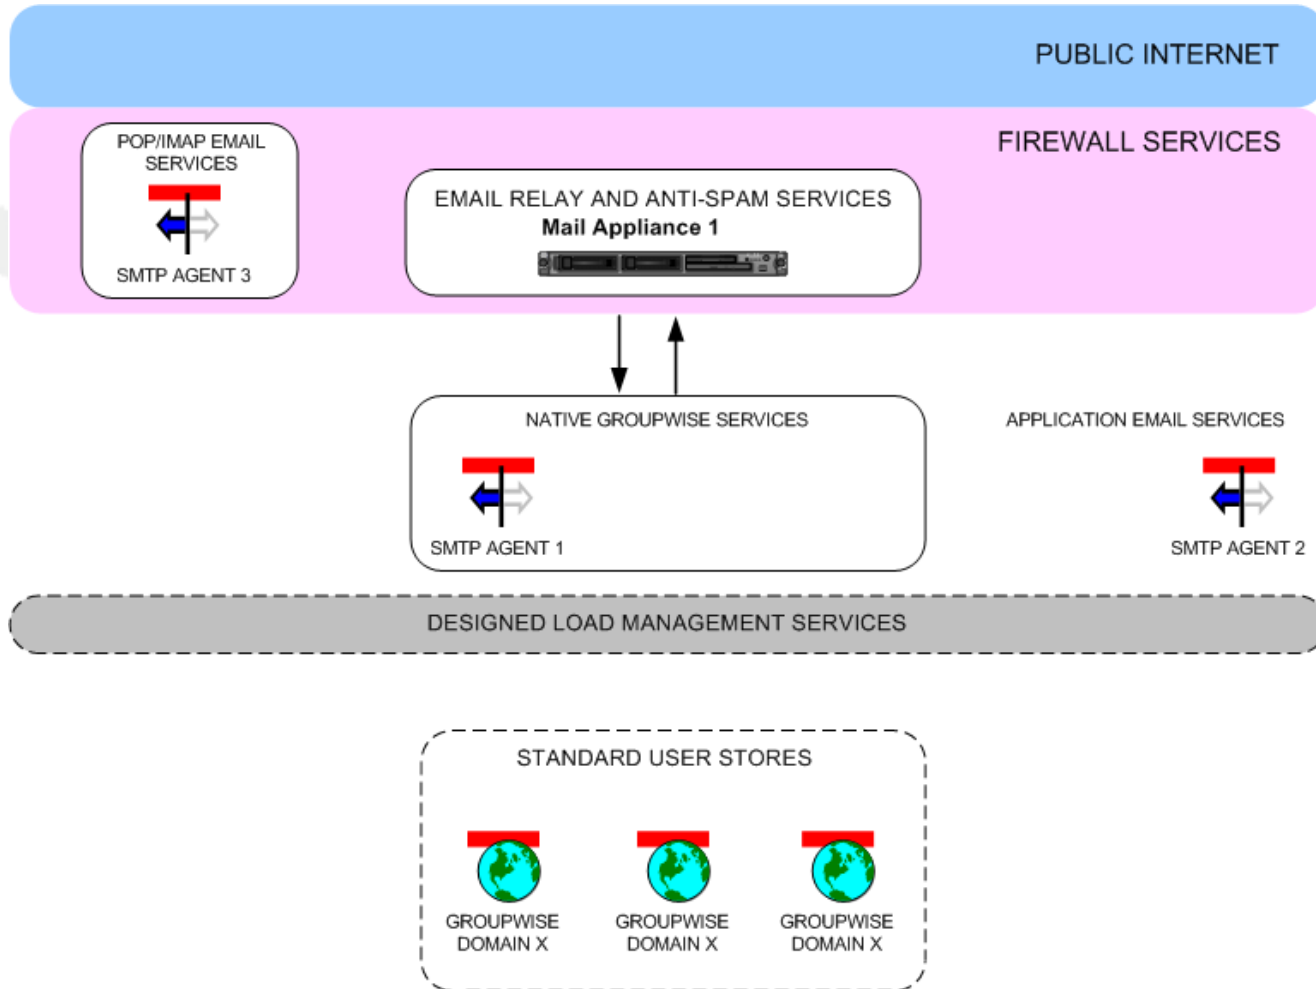 PUBLIC INTERNET
FIREWALL SERVICES
POP/IMAP EMAIL
SERVICES
SMTP AGENT 3
EMAIL RELAY AND ANTI-SPAM SERVICES
Mail Appliance 1
NATIVE GROUPWISE SERVICES
SMTP AGENT 1
APPLICATION EMAIL SERVICES
SMTP AGENT 2
DESIGNED LOAD MANAGEMENT SERVICES
STANDARD USER STORES
GROUPWISE
DOMAIN X
GROUPWISE
DOMAIN X
GROUPWISE
DOMAIN X